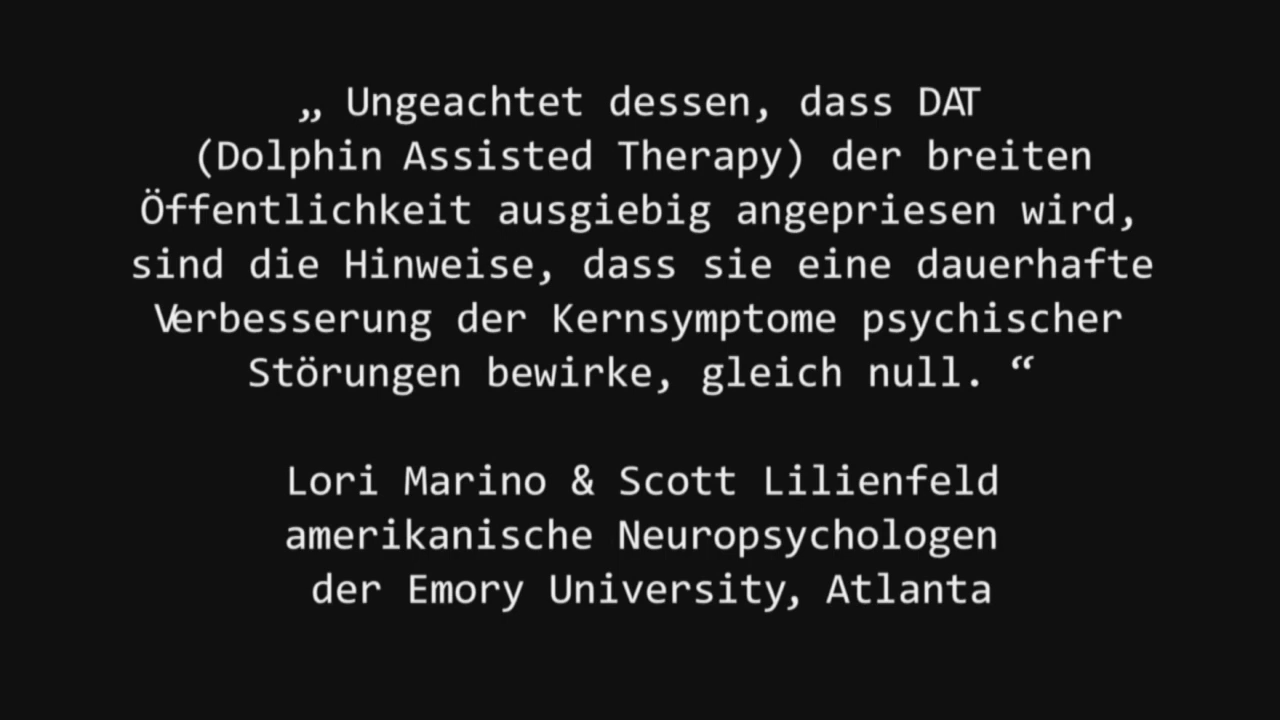 „ Ungeachtet dessen, dass DAT
(Dolphin Assisted Therapy) der breiten
Öffentlichkeit ausgiebig angepriesen wird,
sind die Hinweise, dass sie eine dauerhafte
Verbesserung der Kernsymptome psychischer
Störungen bewirke, gleich null. “
Lori Marino & Scott Lilienfeld
amerikanische Neuropsychologen
der Emory University, Atlanta